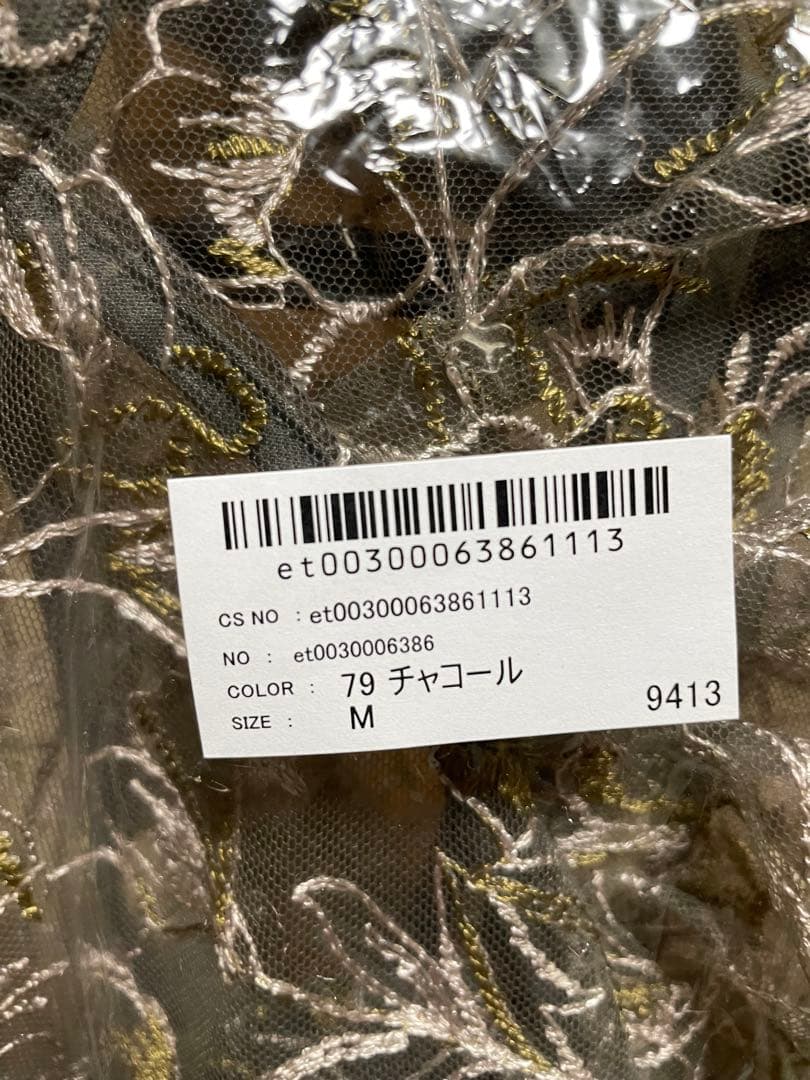 et00300063861113
CS NO : et00300063861113
NO : et0030006386
COLOR : 79 チャコール
SIZE : M
9413